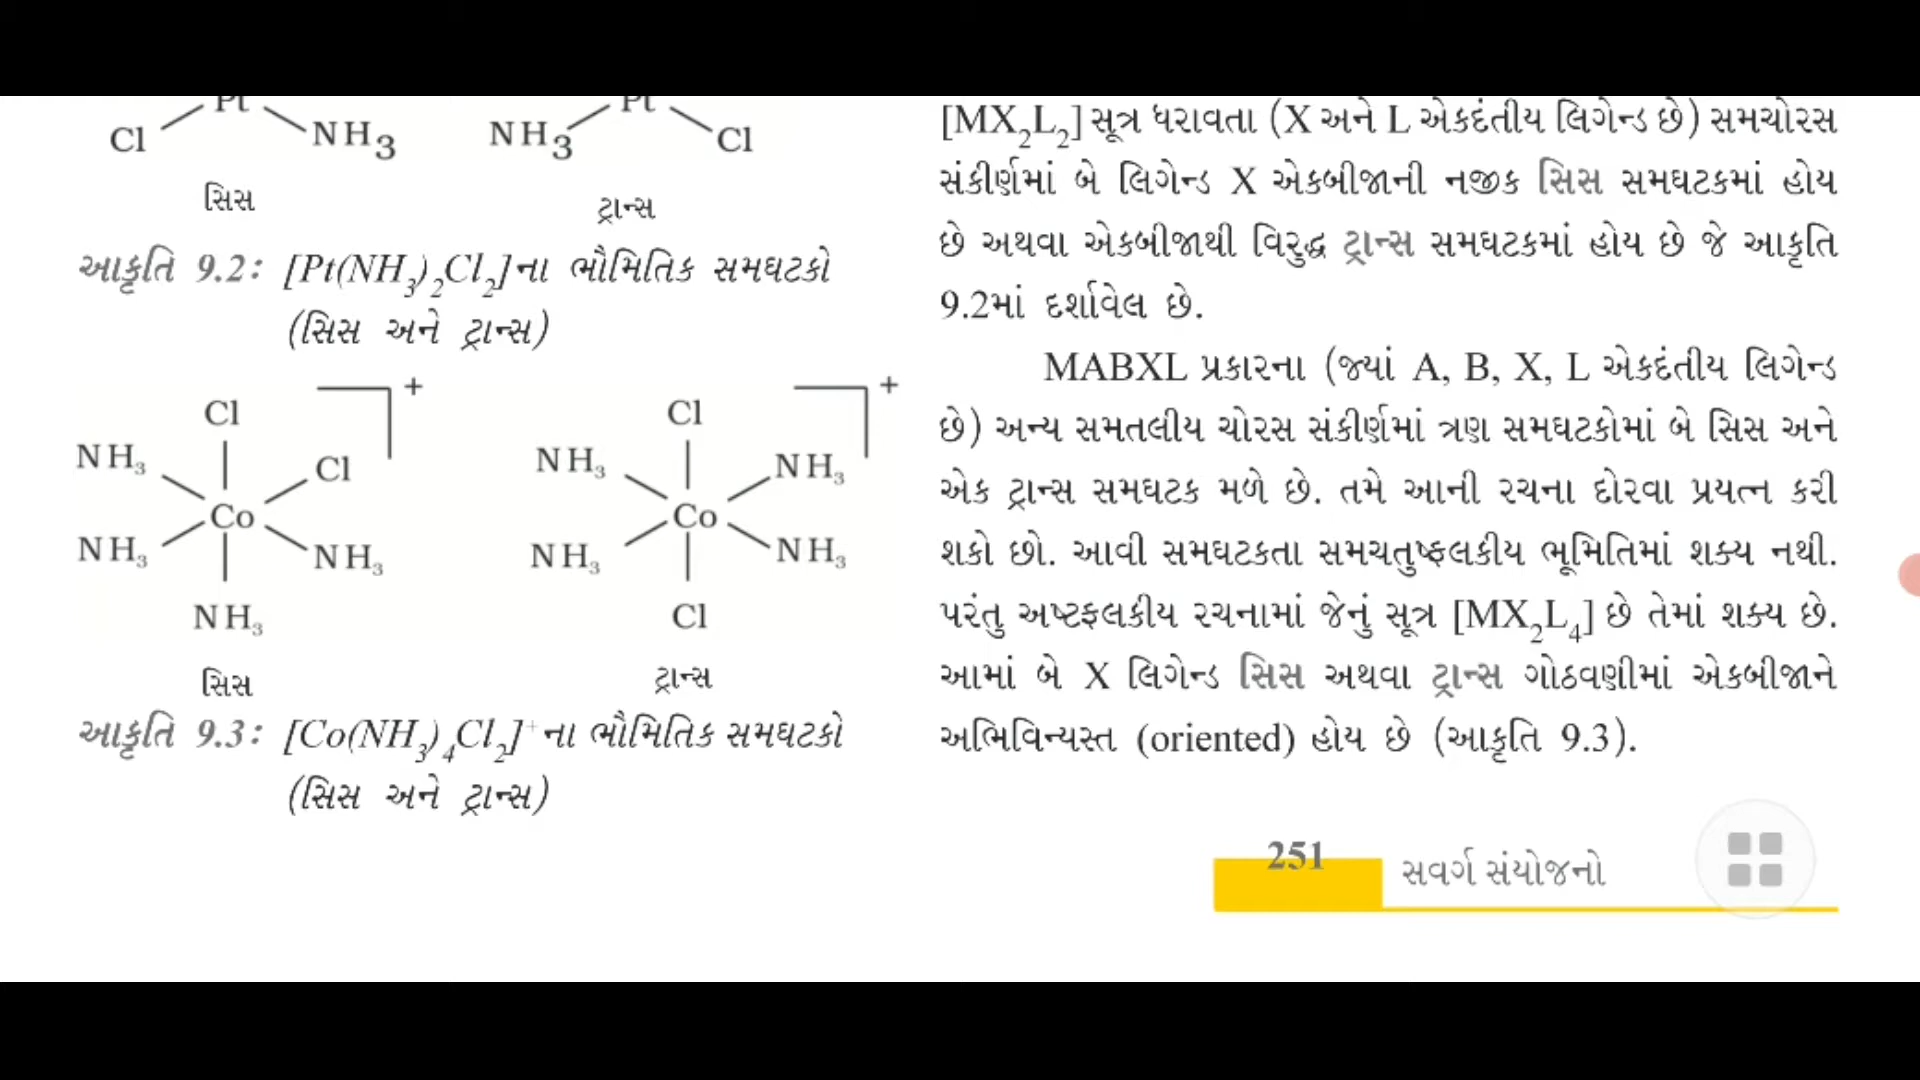 Pt
Cl NH3
સિસ
Pt
NH3 Cl
ટ્રાન્સ
આકૃતિ 9.2: [Pt(NH3)2Cl2]ના ભૌમિતિક સમઘટકો
(સિસ અને ટ્રાન્સ)
+
Cl
NH3 Cl
Co
NH3 NH3
NH3
સિસ
+
Cl
NH3 NH3
Co
NH3 NH3
Cl
ટ્રાન્સ
આકૃતિ 9.3: [Co(NH3)4Cl2]+ના ભૌમિતિક સમઘટકો
(સિસ અને ટ્રાન્સ)
[MX2L2] સૂત્ર ધરાવતા (X અને L એકદંતીય લિગેન્ડ છે) સમચોરસ
સંકીર્ણમાં બે લિગેન્ડ X એકબીજાની નજીક સિસ સમઘટકમાં હોય
છે અથવા એકબીજાથી વિરુદ્ધ ટ્રાન્સ સમઘટકમાં હોય છે જે આકૃતિ
9.2માં દર્શાવેલ છે.
MABXL પ્રકારના (જ્યાં A, B, X, L એકદંતીય લિગેન્ડ
છે) અન્ય સમતલીય ચોરસ સંકીર્ણમાં ત્રણ સમઘટકોમાં બે સિસ અને
એક ટ્રાન્સ સમઘટક મળે છે. તમે આની રચના દોરવા પ્રયત્ન કરી
શકો છો. આવી સમઘટકતા સમચતુષ્ફલકીય ભૂમિતિમાં શક્ય નથી.
પરંતુ અષ્ટફલકીય રચનામાં જેનું સૂત્ર [MX2L4] છે તેમાં શક્ય છે.
આમાં બે X લિગેન્ડ સિસ અથવા ટ્રાન્સ ગોઠવણીમાં એકબીજાને
અભિવિન્યસ્ત (oriented) હોય છે (આકૃતિ 9.3).
251 સવર્ગ સંયોજનો